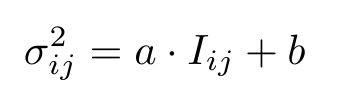 σ²ᵢⱼ = a · Iᵢⱼ + b